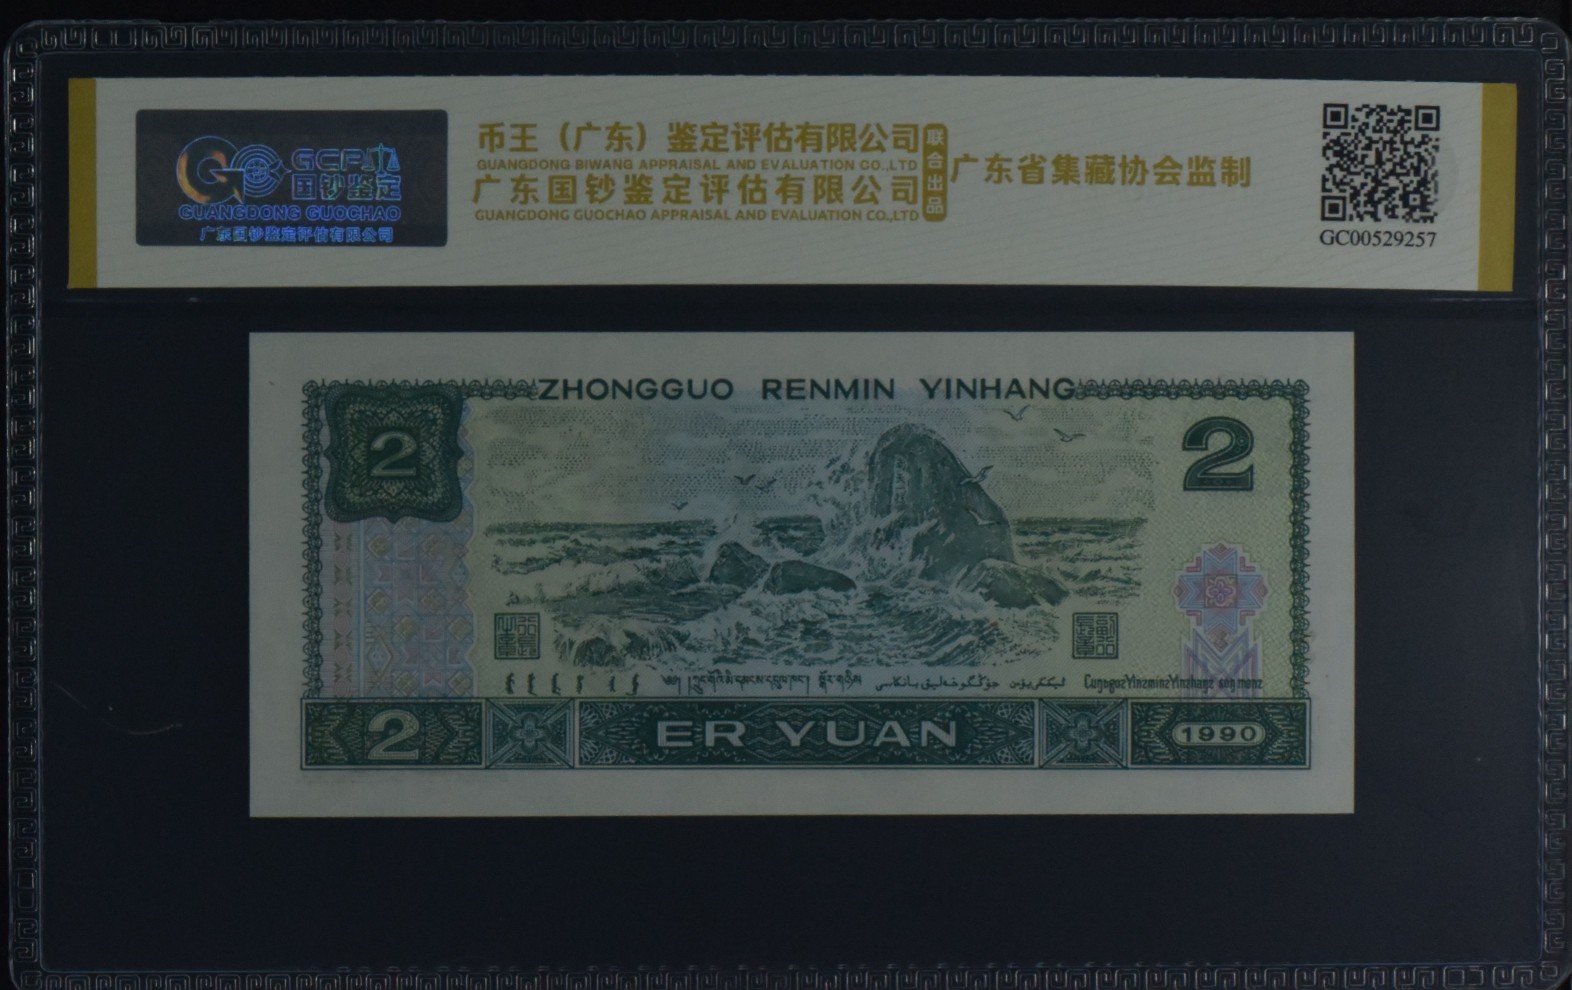 GCPJ
国钞鉴定
GUANGDONG GUOCHAO
广东国钞鉴定评估有限公司
币王（广东）鉴定评估有限公司
GUANGDONG BIWANG APPRAISAL AND EVALUATION CO.,LTD
广东国钞鉴定评估有限公司
GUANGDONG GUOCHAO APPRAISAL AND EVALUATION CO.,LTD
联合出品
广东省集藏协会监制
GC00529257
ZHONGGUO RENMIN YINHANG
2
2
Cuŋƅgoz Yinzminz Yinzhangz
2
ER YUAN
1990